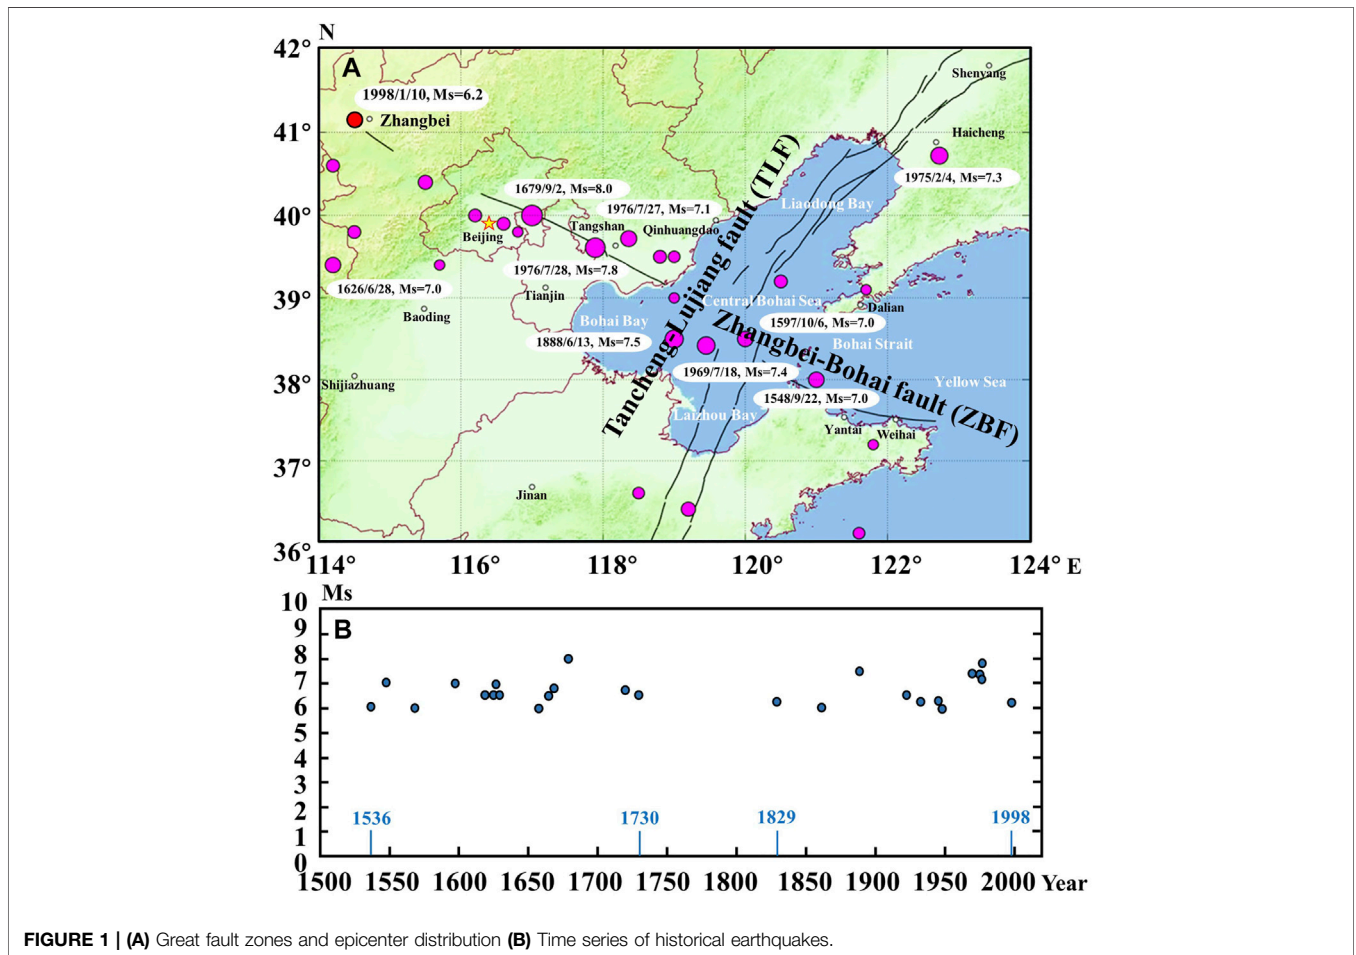 N
42°
41°
40°
39°
38°
37°
36°
A
1998/1/10, Ms=6.2
Zhangbei
Shenyang
Haicheng
1975/2/4, Ms=7.3
1679/9/2, Ms=8.0
1976/7/27, Ms=7.1
Tangshan
Qinhuangdao
Beijing
Liaodong Bay
1976/7/28, Ms=7.8
1626/6/28, Ms=7.0
Tianjin
Baoding
Central Bohai Sea
Dalian
Bohai Bay
1597/10/6, Ms=7.0
1888/6/13, Ms=7.5
Bohai Strait
Tancheng-Lujiang fault (TLF)
Zhangbei-Bohai fault (ZBF)
1969/7/18, Ms=7.4
Shijiazhuang
Yellow Sea
1548/9/22, Ms=7.0
Laizhou Bay
Yantai
Weihai
Jinan
114° 116° 118° 120° 122° 124° E
Ms
10
9
8
7
6
5
4
3
2
1
0
B
1536 1730 1829 1998
1500 1550 1600 1650 1700 1750 1800 1850 1900 1950 2000 Year
FIGURE 1 | (A) Great fault zones and epicenter distribution (B) Time series of historical earthquakes.